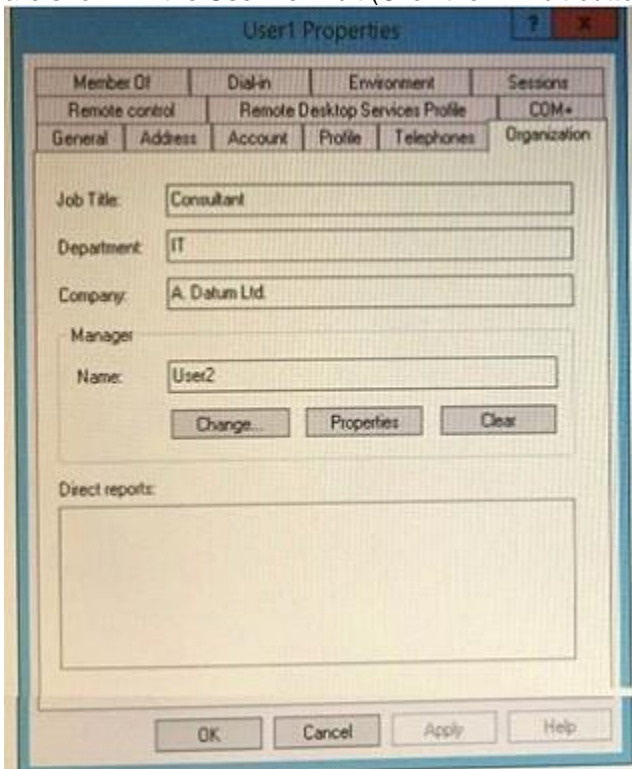 User1 Properties
? x
Member Of Dial-in Environment Sessions
Remote control Remote Desktop Services Profile COM+
General Address Account Profile Telephones Organization
Job Title: Consultant
Department: IT
Company: A. Datum Ltd.
Manager
Name: User2
Change... Properties Clear
Direct reports:
OK Cancel Apply Help